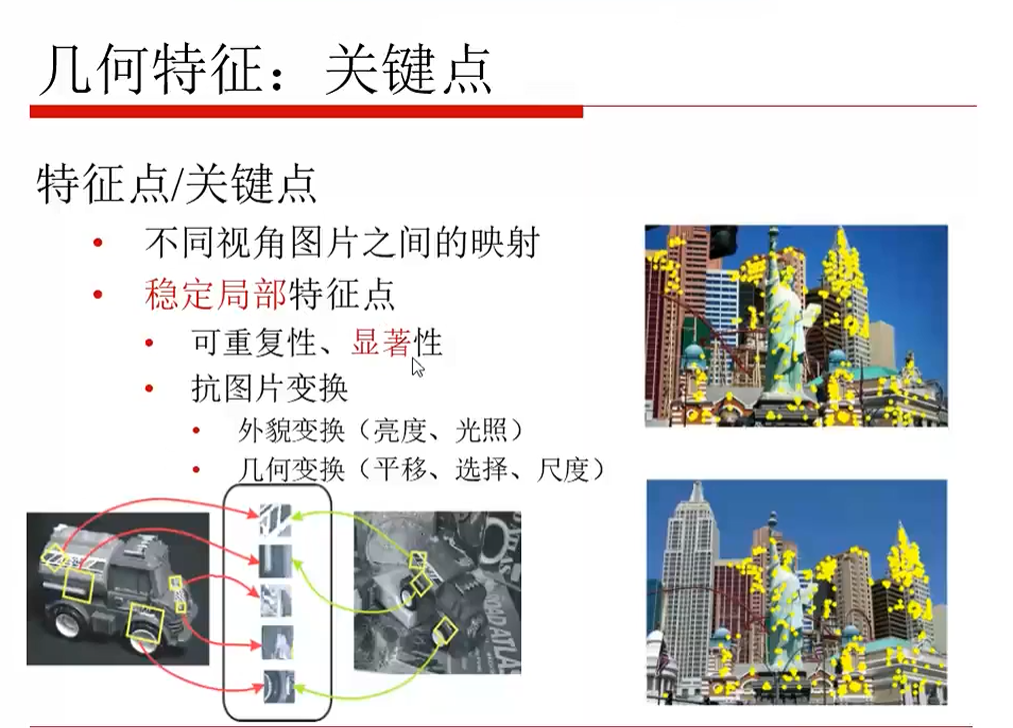 几何特征：关键点
特征点/关键点
不同视角图片之间的映射
稳定局部特征点
可重复性、显著性
抗图片变换
外貌变换（亮度、光照）
几何变换（平移、选择、尺度）